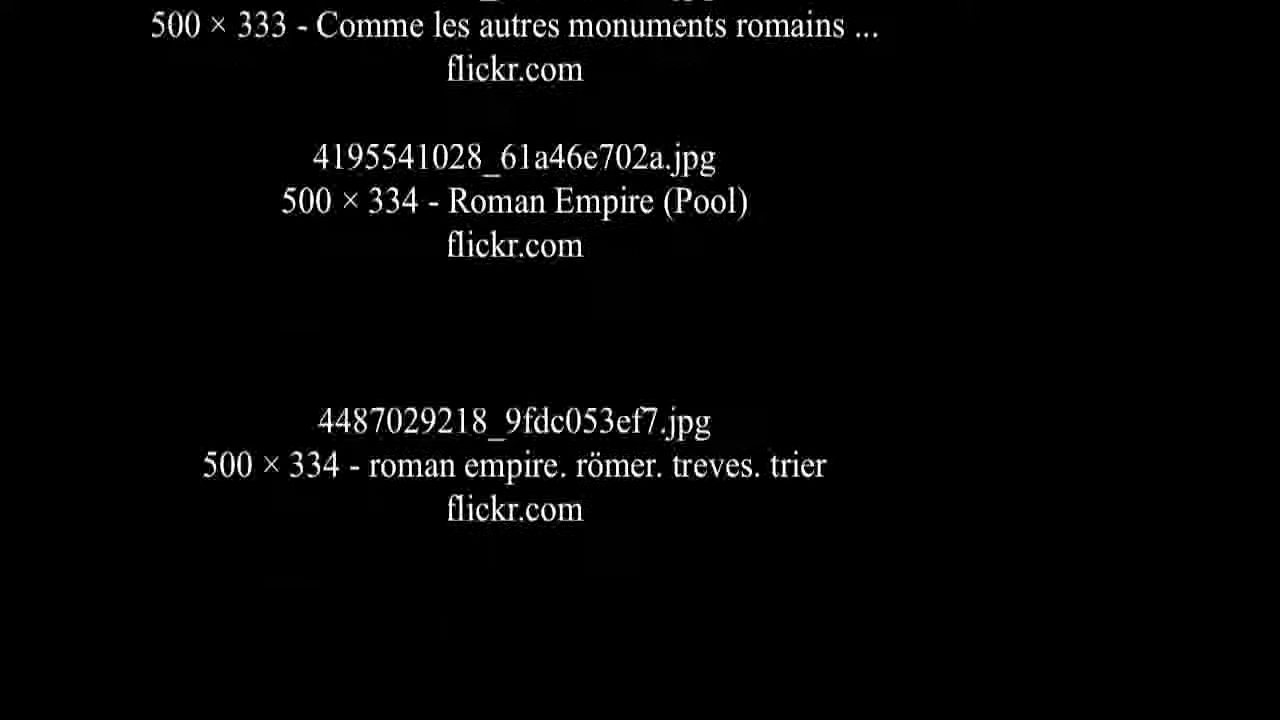 500 × 333 - Comme les autres monuments romains ...
flickr.com
4195541028_61a46e702a.jpg
500 × 334 - Roman Empire (Pool)
flickr.com
4487029218_9fdc053ef7.jpg
500 × 334 - roman empire. römer. treves. trier
flickr.com